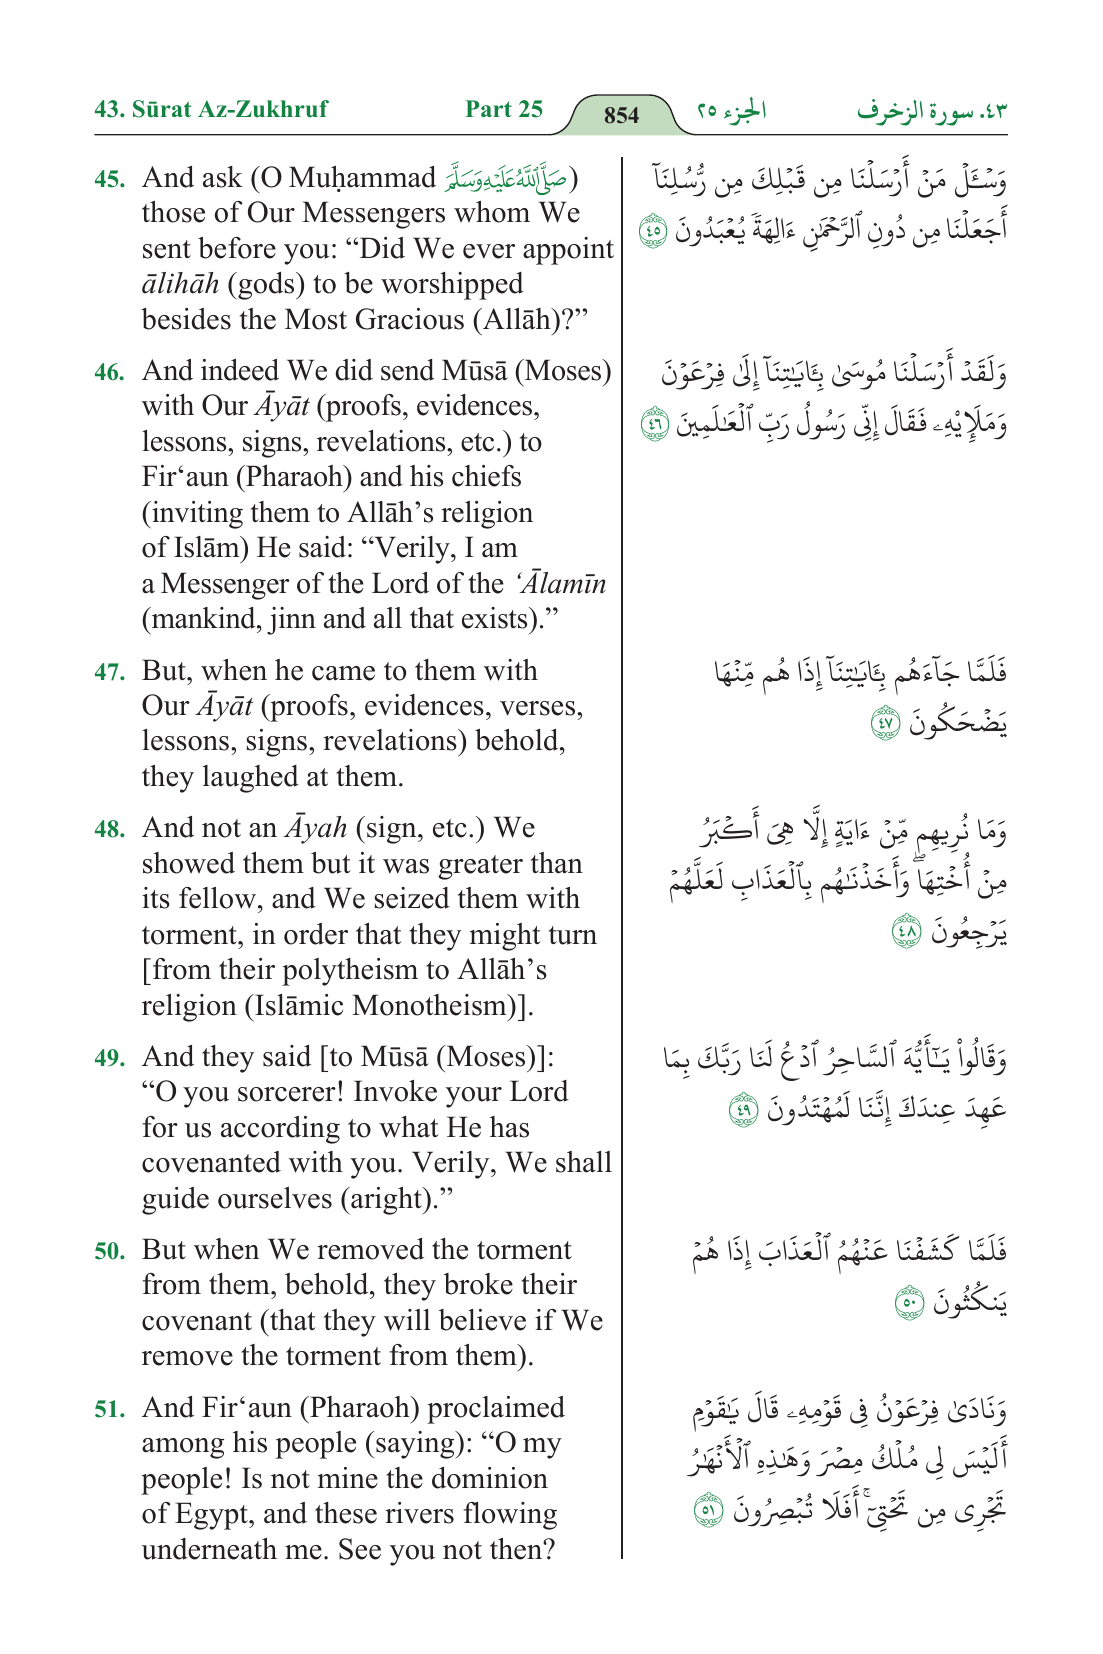 43. Sūrat Az-Zukhruf Part 25 854 الجزء ٢٥ ٤٣. سورة الزخرف
45. And ask (O Muḥammad صَلَّى اللَّهُ عَلَيْهِ وَسَلَّمَ)
those of Our Messengers whom We
sent before you: “Did We ever appoint
ālihāh (gods) to be worshipped
besides the Most Gracious (Allāh)?”
46. And indeed We did send Mūsā (Moses)
with Our Āyāt (proofs, evidences,
lessons, signs, revelations, etc.) to
Fir‘aun (Pharaoh) and his chiefs
(inviting them to Allāh’s religion
of Islām) He said: “Verily, I am
a Messenger of the Lord of the ‘Ālamīn
(mankind, jinn and all that exists).”
47. But, when he came to them with
Our Āyāt (proofs, evidences, verses,
lessons, signs, revelations) behold,
they laughed at them.
48. And not an Āyah (sign, etc.) We
showed them but it was greater than
its fellow, and We seized them with
torment, in order that they might turn
[from their polytheism to Allāh’s
religion (Islāmic Monotheism)].
49. And they said [to Mūsā (Moses)]:
“O you sorcerer! Invoke your Lord
for us according to what He has
covenanted with you. Verily, We shall
guide ourselves (aright).”
50. But when We removed the torment
from them, behold, they broke their
covenant (that they will believe if We
remove the torment from them).
51. And Fir‘aun (Pharaoh) proclaimed
among his people (saying): “O my
people! Is not mine the dominion
of Egypt, and these rivers flowing
underneath me. See you not then?
وَسْـَٔلْ مَنْ أَرْسَلْنَا مِن قَبْلِكَ مِن رُّسُلِنَآ
أَجَعَلْنَا مِن دُونِ ٱلرَّحْمَٰنِ ءَالِهَةً يُعْبَدُونَ ٤٥
وَلَقَدْ أَرْسَلْنَا مُوسَىٰ بِـَٔايَٰتِنَآ إِلَىٰ فِرْعَوْنَ
وَمَلَإِيْهِۦ فَقَالَ إِنِّى رَسُولُ رَبِّ ٱلْعَٰلَمِينَ ٤٦
فَلَمَّا جَآءَهُم بِـَٔايَٰتِنَآ إِذَا هُم مِّنْهَا
يَضْحَكُونَ ٤٧
وَمَا نُرِيهِم مِّنْ ءَايَةٍ إِلَّا هِىَ أَكْبَرُ
مِنْ أُخْتِهَا ۖ وَأَخَذْنَٰهُم بِٱلْعَذَابِ لَعَلَّهُمْ
يَرْجِعُونَ ٤٨
وَقَالُوا۟ يَٰٓأَيُّهَ ٱلسَّاحِرُ ٱدْعُ لَنَا رَبَّكَ بِمَا
عَهِدَ عِندَكَ إِنَّنَا لَمُهْتَدُونَ ٤٩
فَلَمَّا كَشَفْنَا عَنْهُمُ ٱلْعَذَابَ إِذَا هُمْ
يَنكُثُونَ ٥٠
وَنَادَىٰ فِرْعَوْنُ فِى قَوْمِهِۦ قَالَ يَٰقَوْمِ
أَلَيْسَ لِى مُلْكُ مِصْرَ وَهَٰذِهِ ٱلْأَنْهَٰرُ
تَجْرِى مِن تَحْتِىٓ ۚ أَفَلَا تُبْصِرُونَ ٥١